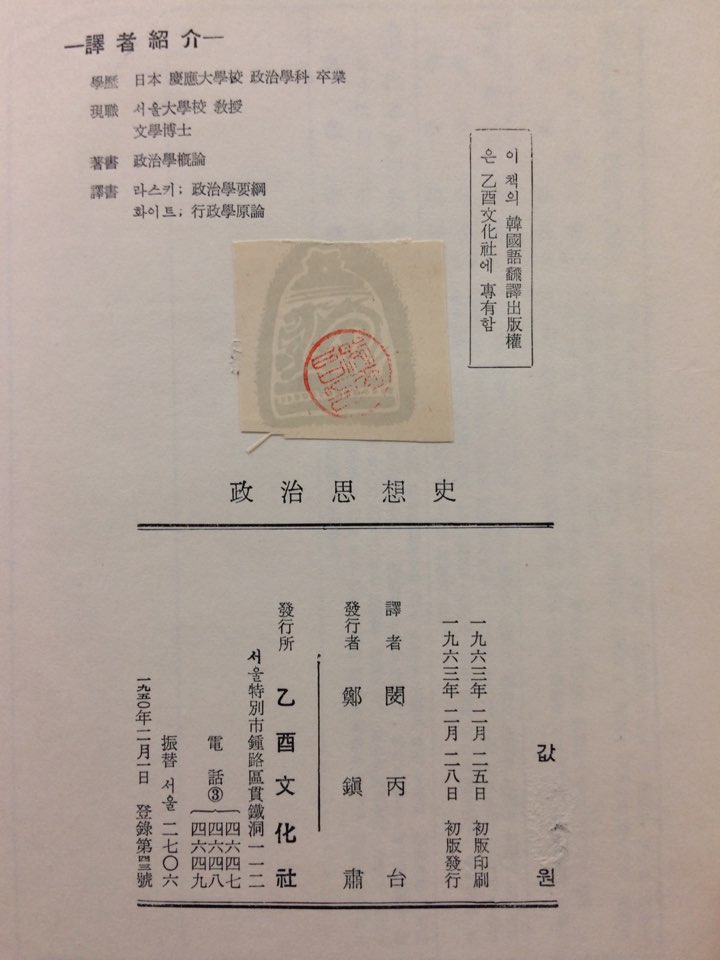 —譯者紹介—
學歷 日本 慶應大學校 政治學科 卒業
現職 서울大學校 敎授
文學博士
著書 政治學槪論
譯書 라스키; 政治學要綱
화이트; 行政學原論
이 책의 韓國語飜譯出版權
은 乙酉文化社에 專有함
政治思想史
값 원
一九六三年 二月 二五日 初版印刷
一九六三年 二月 二八日 初版發行
譯者 閔丙台
發行者 鄭鎭肅
發行所 乙酉文化社
서울特別市鍾路區貫鐵洞一一二
電話③ 四六四七
四六四八
四六四九
振替 서울 二七〇六
一九五〇年二月一日 登錄第四三號